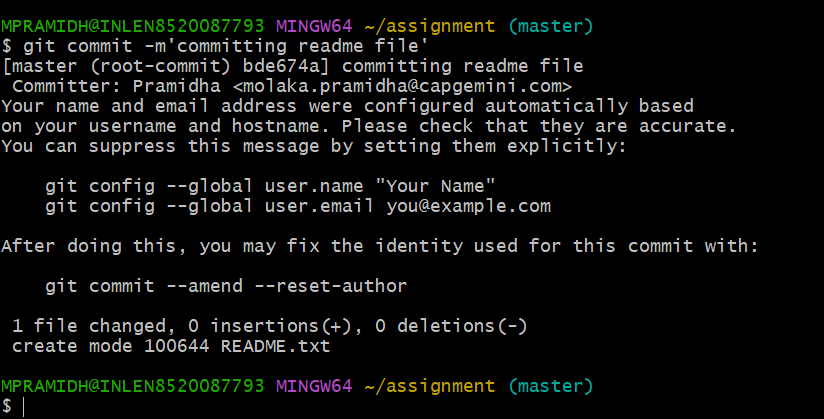 MPRAMIDH@INLEN8520087793 MINGW64 ~/assignment (master)
$ git commit -m'committing readme file'
[master (root-commit) bde674a] committing readme file
 Committer: Pramidha <molaka.pramidha@capgemini.com>
Your name and email address were configured automatically based
on your username and hostname. Please check that they are accurate.
You can suppress this message by setting them explicitly:

    git config --global user.name "Your Name"
    git config --global user.email you@example.com

After doing this, you may fix the identity used for this commit with:

    git commit --amend --reset-author

 1 file changed, 0 insertions(+), 0 deletions(-)
 create mode 100644 README.txt

MPRAMIDH@INLEN8520087793 MINGW64 ~/assignment (master)
$